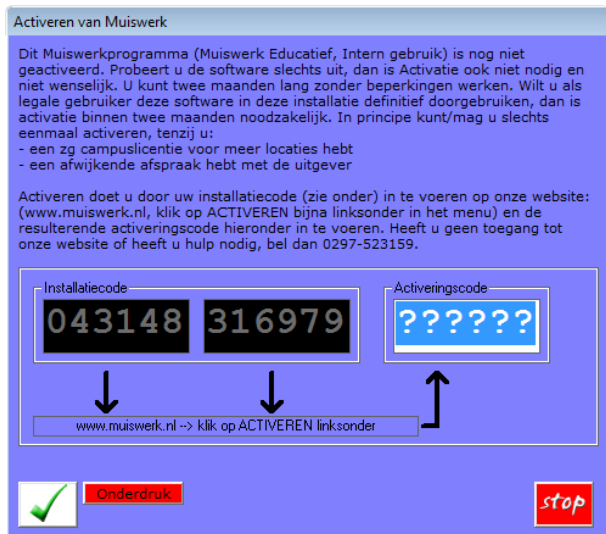 Activeren van Muiswerk
Dit Muiswerkprogramma (Muiswerk Educatief, Intern gebruik) is nog niet
geactiveerd. Probeert u de software slechts uit, dan is Activatie ook niet nodig en
niet wenselijk. U kunt twee maanden lang zonder beperkingen werken. Wilt u als
legale gebruiker deze software in deze installatie definitief doorgebruiken, dan is
activatie binnen twee maanden noodzakelijk. In principe kunt/mag u slechts
eenmaal activeren, tenzij u:
- een zg campuslicentie voor meer locaties hebt
- een afwijkende afspraak hebt met de uitgever
Activeren doet u door uw installatiecode (zie onder) in te voeren op onze website:
(www.muiswerk.nl, klik op ACTIVEREN bijna linksonder in het menu) en de
resulterende activeringscode hieronder in te voeren. Heeft u geen toegang tot
onze website of heeft u hulp nodig, bel dan 0297-523159.
Installatiecode
043148 316979
Activeringscode
??????
www.muiswerk.nl --> klik op ACTIVEREN linksonder
Onderdruk
stop